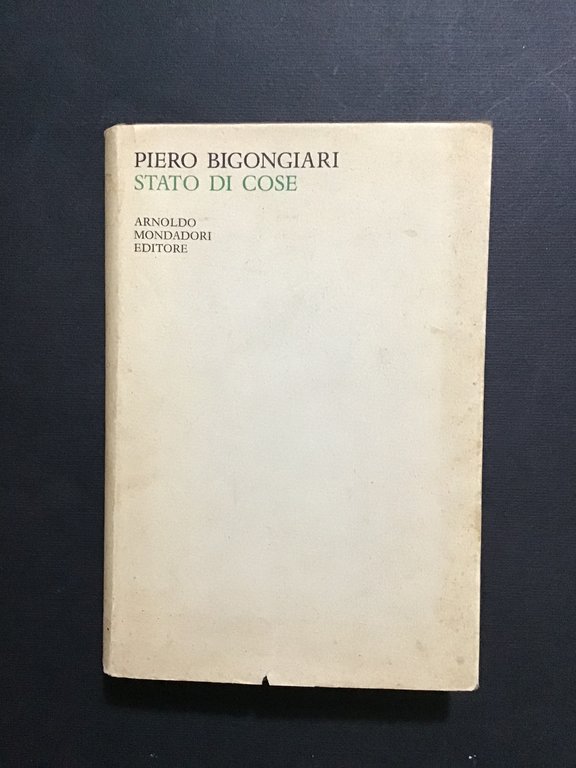 PIERO BIGONGIARI
STATO DI COSE
ARNOLDO
MONDADORI
EDITORE